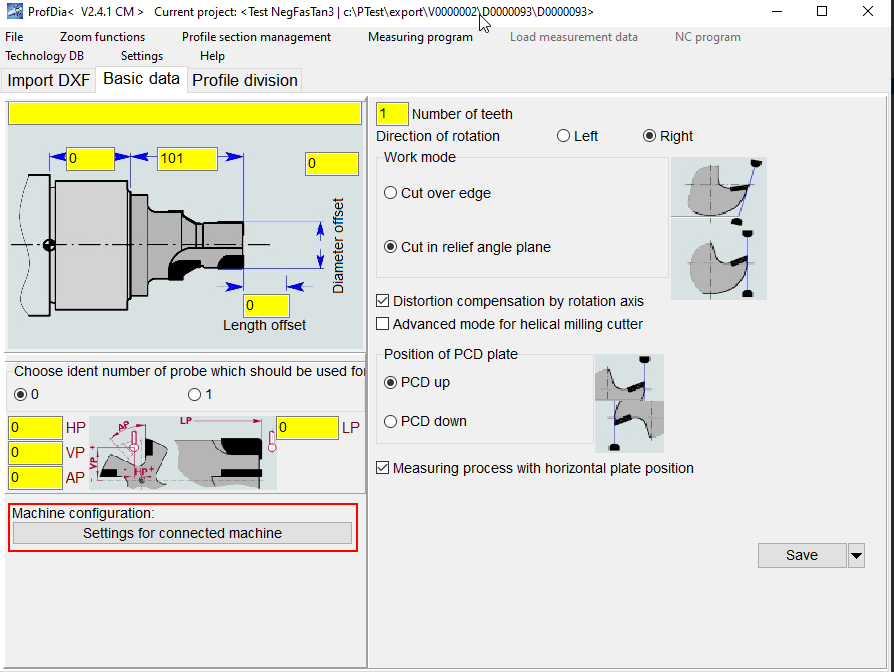 ProfDia< V2.4.1 CM > Current project: <Test NegFasTan3 | c:\PTest\export\V0000002\D0000093\D0000093>
File Zoom functions Profile section management Measuring program Load measurement data NC program
Technology DB Settings Help
Import DXF Basic data Profile division
0 101 0
Diameter offset
0
Length offset
Choose ident number of probe which should be used for
0 1
0 HP
0 VP
0 AP
AP
VP
HP
LP
0 LP
Machine configuration:
Settings for connected machine
1 Number of teeth
Direction of rotation Left Right
Work mode
Cut over edge
Cut in relief angle plane
Distortion compensation by rotation axis
Advanced mode for helical milling cutter
Position of PCD plate
PCD up
PCD down
Measuring process with horizontal plate position
Save